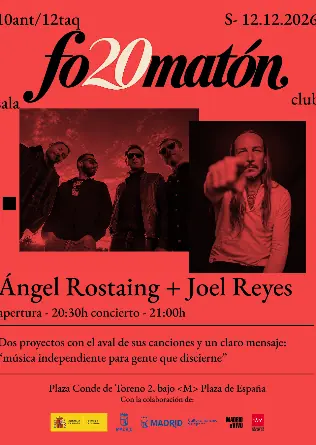 10ant/12taq S- 12.12.2026
fo20matón
sala club
Ángel Rostaing + Joel Reyes
apertura - 20:30h concierto - 21:00h
Dos proyectos con el aval de sus canciones y un claro mensaje:
“música independiente para gente que discierne”
Plaza Conde de Toreno 2, bajo <M> Plaza de España
Con la colaboración de:
MADRID